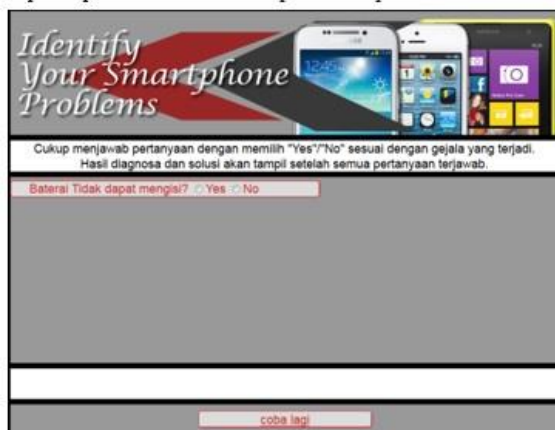 Identify
Your Smartphone
Problems
Cukup menjawab pertanyaan dengan memilih "Yes"/"No" sesuai dengan gejala yang terjadi.
Hasil diagnosa dan solusi akan tampil setelah semua pertanyaan terjawab.
Baterai Tidak dapat mengisi? Yes No
coba lagi